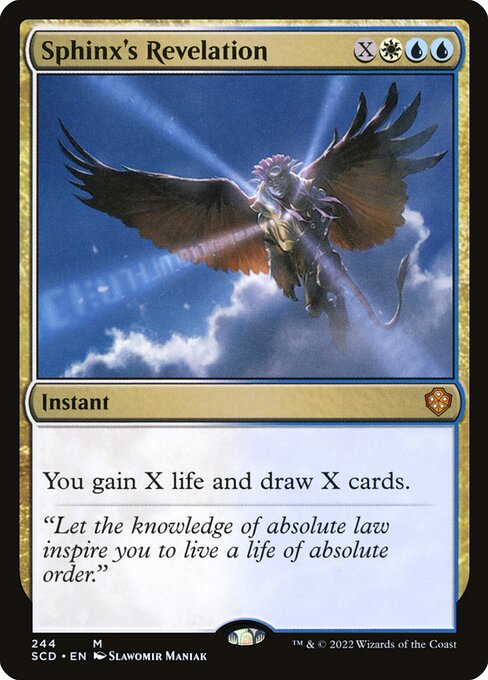 Sphinx's Revelation X
Instant
You gain X life and draw X cards.
“Let the knowledge of absolute law
inspire you to live a life of absolute
order.”
244 M
SCD • EN Slawomir Maniak
™ & © 2022 Wizards of the Coast